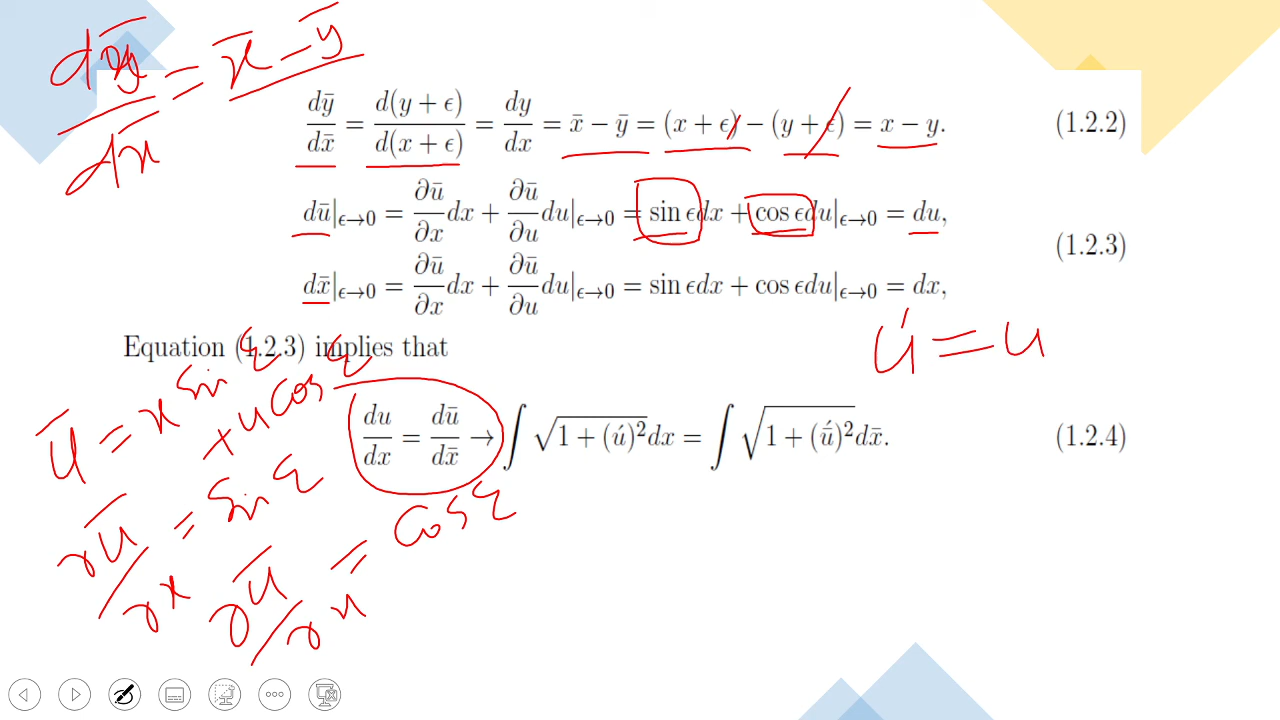 dȳ/dx̄ = x̄ − ȳ
dȳ/dx̄ = d(y + ϵ)/d(x + ϵ) = dy/dx = x̄ − ȳ = (x + ϵ) − (y + ϵ) = x − y. (1.2.2)
dū|ϵ→0 = ∂ū/∂x dx + ∂ū/∂u du|ϵ→0 = sin ϵdx + cos ϵdu|ϵ→0 = du,
(1.2.3)
dx̄|ϵ→0 = ∂ū/∂x dx + ∂ū/∂u du|ϵ→0 = sin ϵdx + cos ϵdu|ϵ→0 = dx,
ú = u
Equation (1.2.3) implies that
ū = x sin ε
+ u cos ε
du/dx = dū/dx̄ → ∫ √(1 + (ú)²)dx = ∫ √(1 + (ū́)²)dx̄. (1.2.4)
∂ū/∂x = sin ε
∂ū/∂u = cos ε